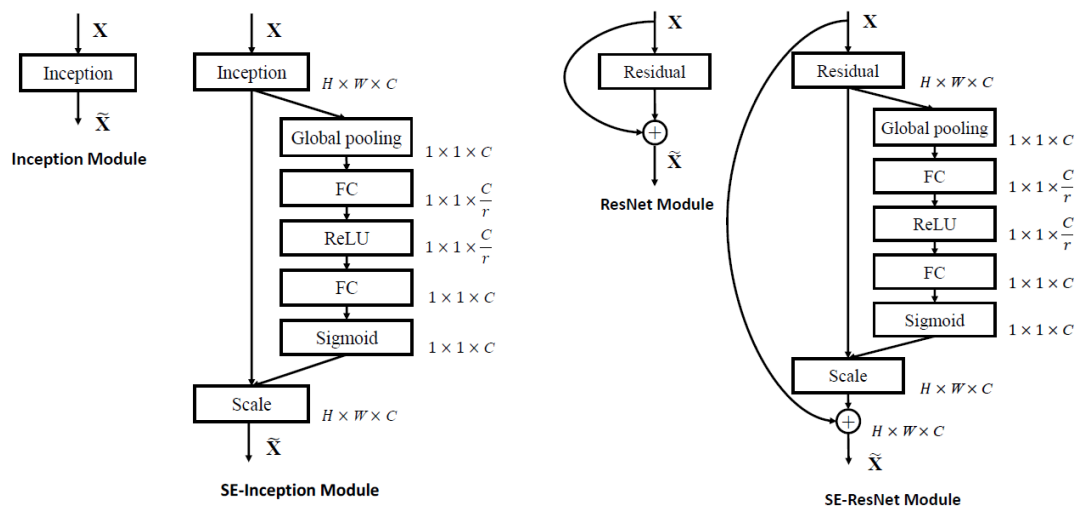 X
Inception
X̃
Inception Module
X
Inception
H × W × C
Global pooling
1 × 1 × C
FC
1 × 1 × C/r
ReLU
1 × 1 × C/r
FC
1 × 1 × C
Sigmoid
1 × 1 × C
Scale
H × W × C
X̃
SE-Inception Module
X
Residual
+
X̃
ResNet Module
X
Residual
H × W × C
Global pooling
1 × 1 × C
FC
1 × 1 × C/r
ReLU
1 × 1 × C/r
FC
1 × 1 × C
Sigmoid
1 × 1 × C
Scale
H × W × C
+
H × W × C
X̃
SE-ResNet Module